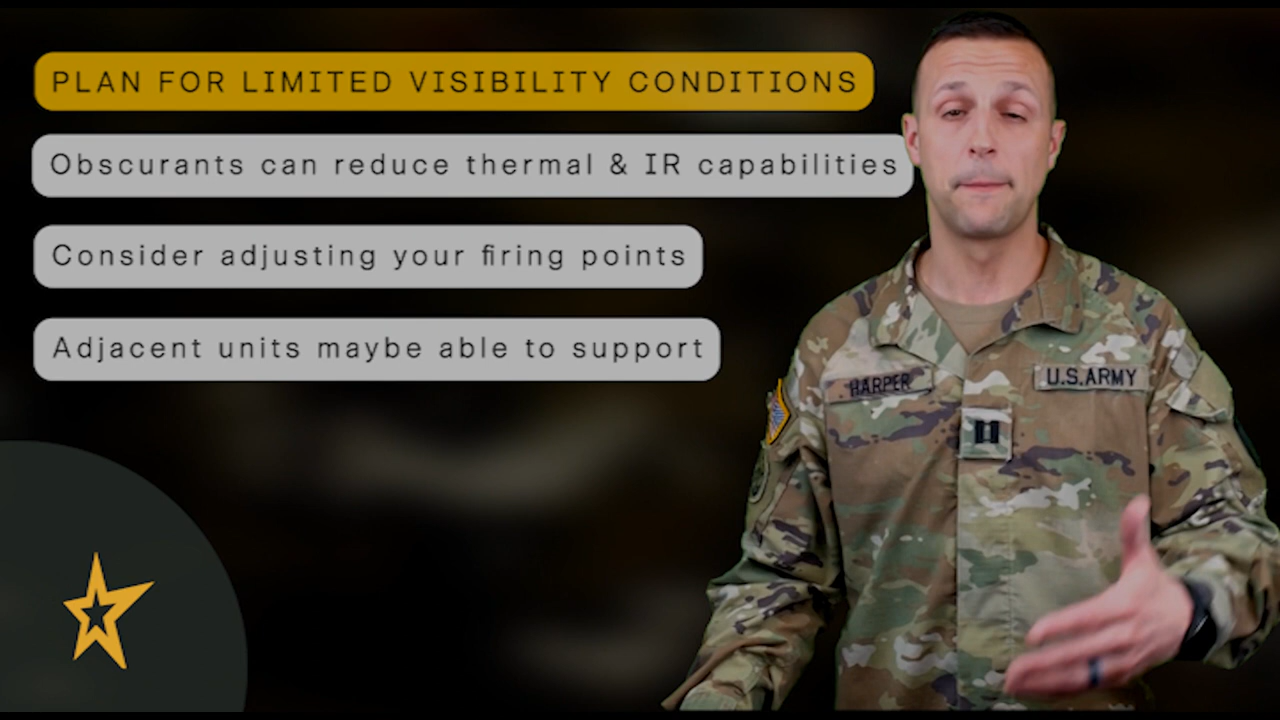 PLAN FOR LIMITED VISIBILITY CONDITIONS
Obscurants can reduce thermal & IR capabilities
Consider adjusting your firing points
Adjacent units maybe able to support
HARPER
U.S.ARMY